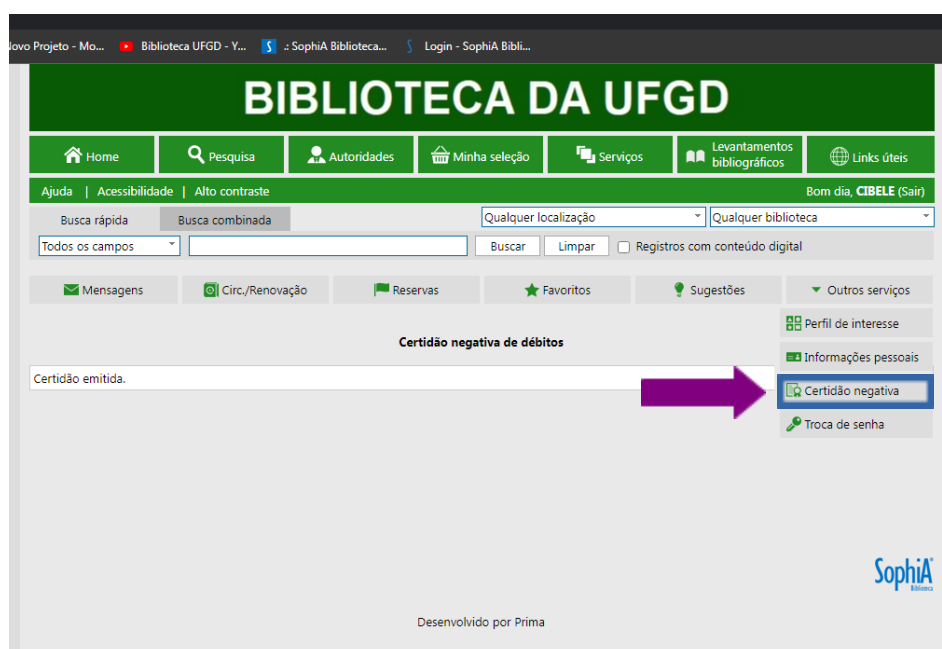 Novo Projeto - Mo... Biblioteca UFGD - Y... .: SophiA Biblioteca... Login - SophiA Bibli...
BIBLIOTECA DA UFGD
Home Pesquisa Autoridades Minha seleção Serviços Levantamentos bibliográficos Links úteis
Ajuda | Acessibilidade | Alto contraste Bom dia, CIBELE (Sair)
Busca rápida Busca combinada Qualquer localização Qualquer biblioteca
Todos os campos Buscar Limpar Registros com conteúdo digital
Mensagens Circ./Renovação Reservas Favoritos Sugestões Outros serviços
Perfil de interesse
Certidão negativa de débitos
Informações pessoais
Certidão emitida.
Certidão negativa
Troca de senha
SophiA
Biblioteca
Desenvolvido por Prima